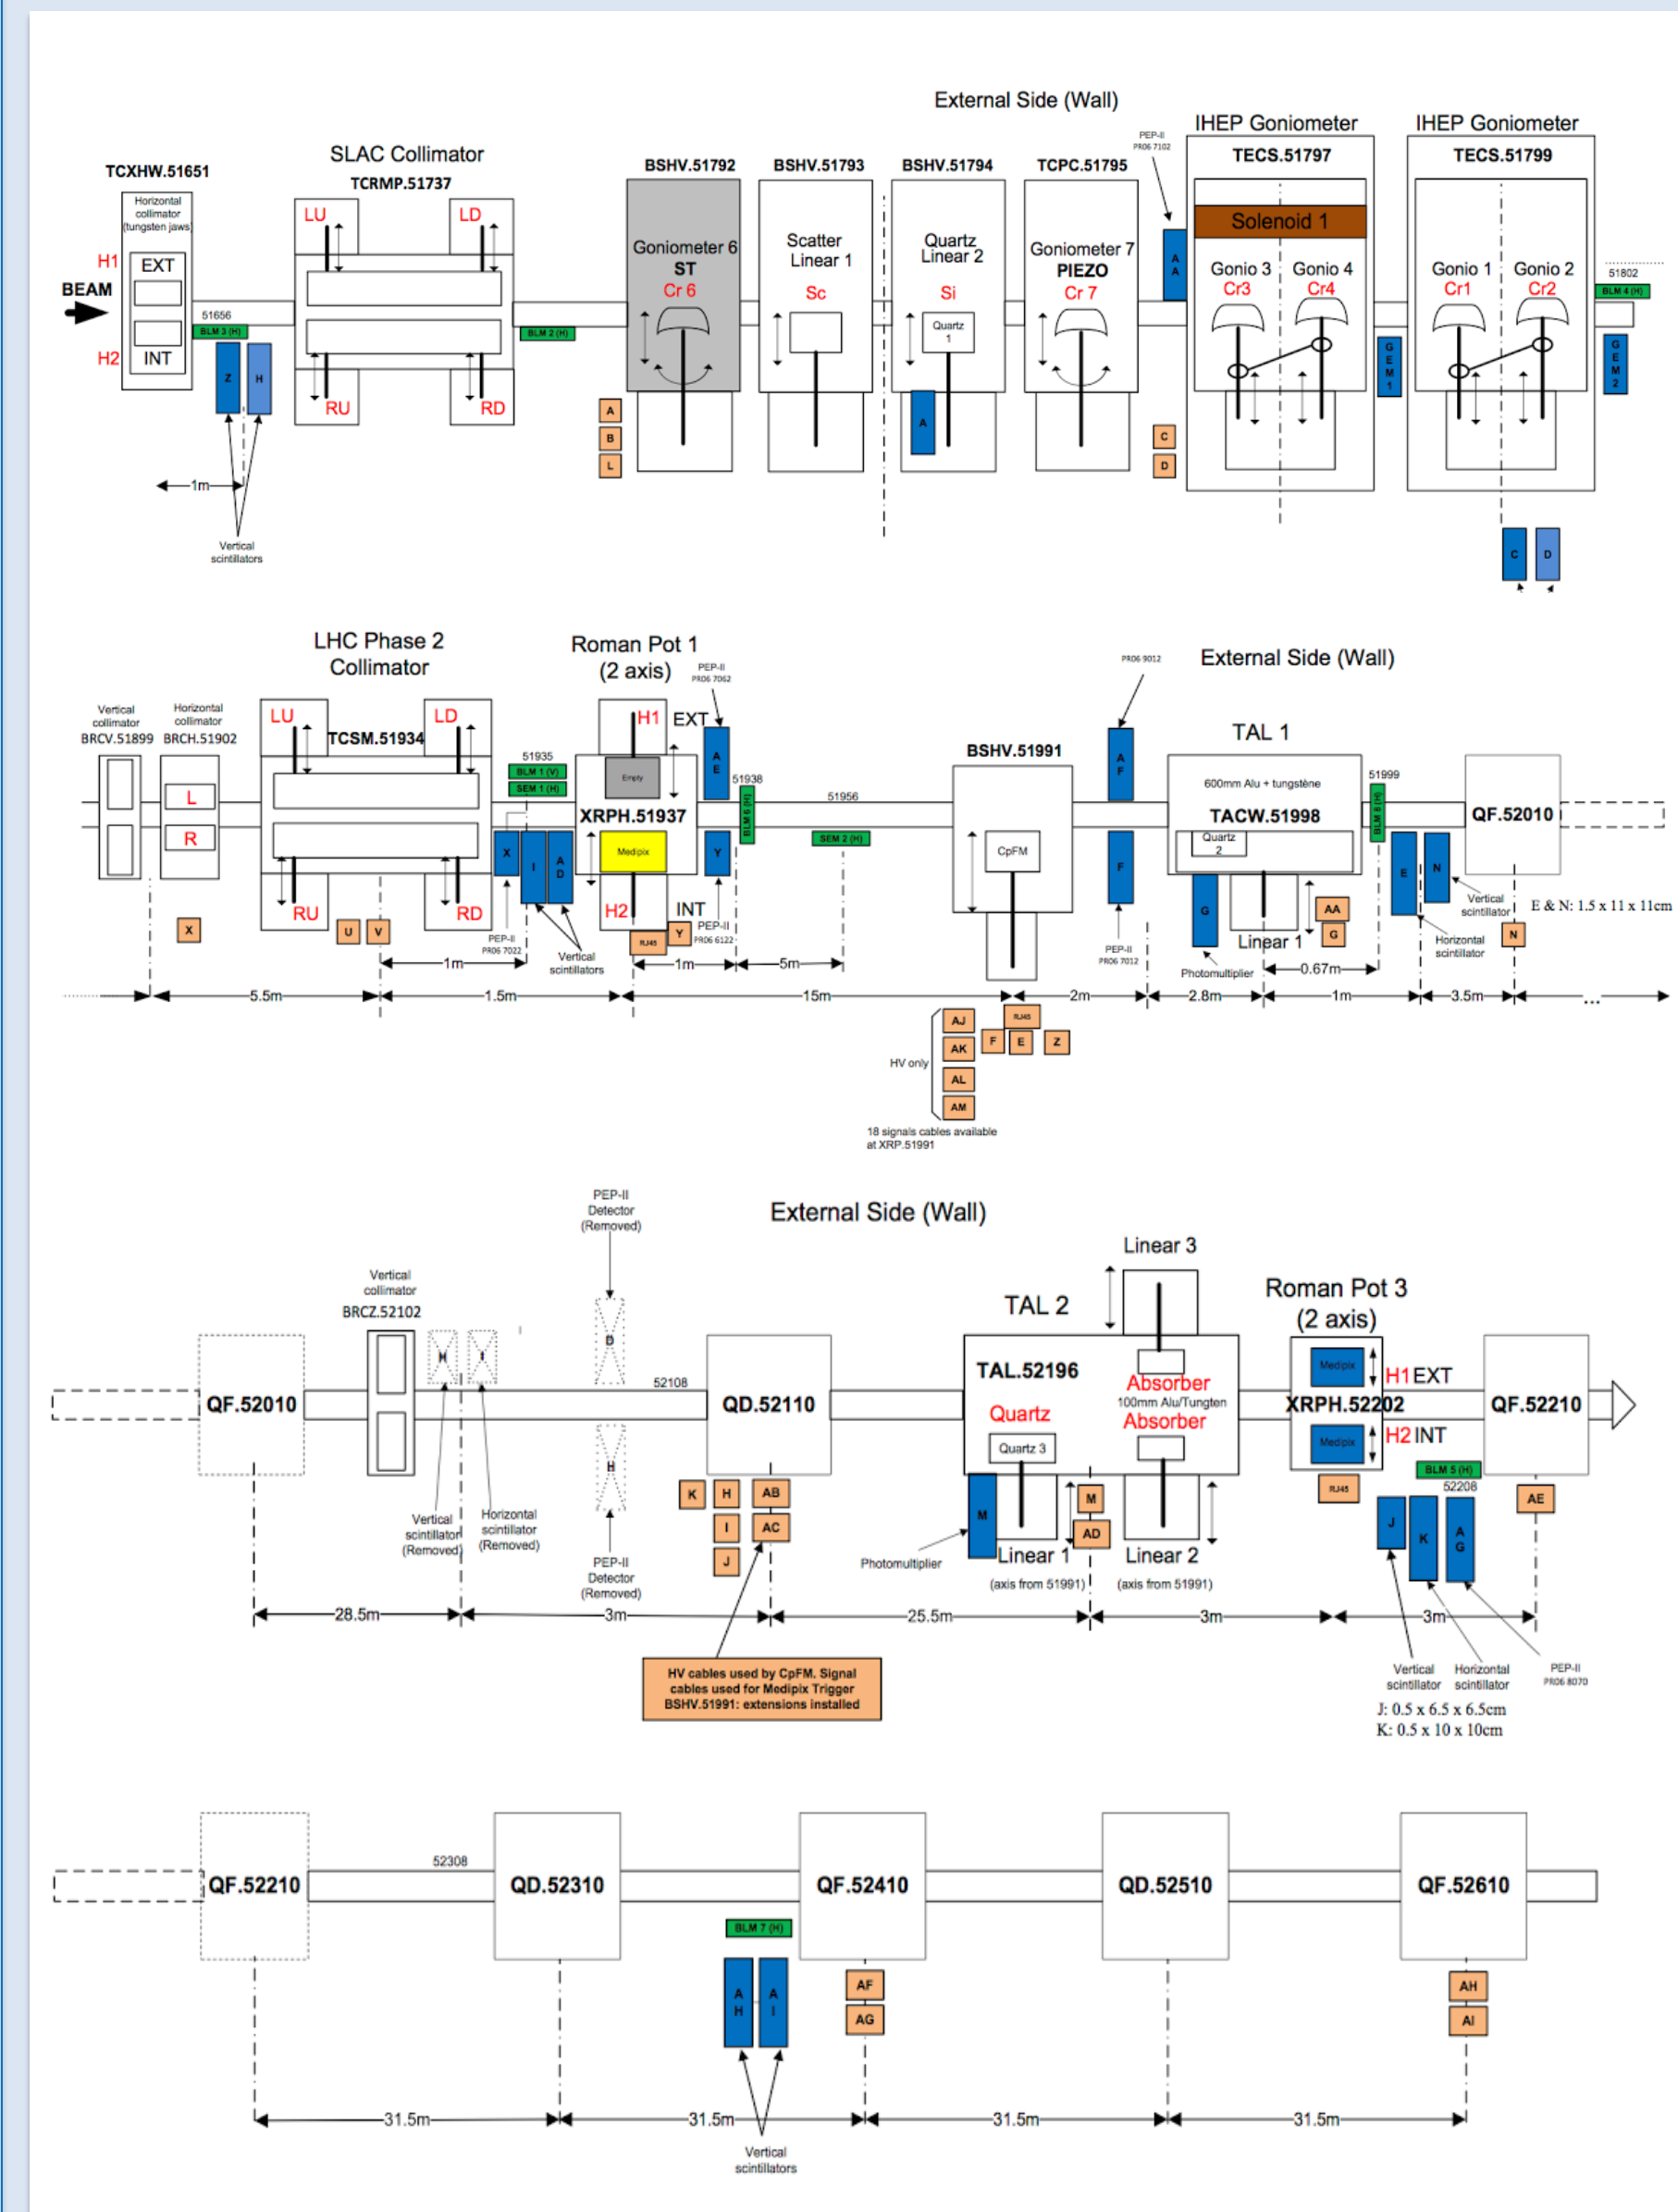 External Side (Wall)
TCXHW.51651
Horizontal
collimator
(tungsten jaws)
H1
EXT
BEAM
INT
H2
51656
BLM 3 (H)
Z
H
1m
Vertical
scintillators
SLAC Collimator
TCRMP.51737
LU
LD
RU
RD
BLM 2 (H)
BSHV.51792
Goniometer 6
ST
Cr 6
A
B
L
BSHV.51793
Scatter
Linear 1
Sc
BSHV.51794
Quartz
Linear 2
Si
Quartz
1
A
TCPC.51795
Goniometer 7
PIEZO
Cr 7
PEP-II
PR06 7102
A
A
C
D
IHEP Goniometer
TECS.51797
Solenoid 1
Gonio 3
Gonio 4
Cr3
Cr4
G
E
M
1
IHEP Goniometer
TECS.51799
Gonio 1
Gonio 2
Cr1
Cr2
51802
BLM 4 (H)
G
E
M
2
C
D
LHC Phase 2
Collimator
Vertical
collimator
BRCV.51899
Horizontal
collimator
BRCH.51902
L
R
X
LU
LD
TCSM.51934
RU
RD
U
V
51935
BLM 1 (V)
SEM 1 (H)
X
I
A
D
PEP-II
PR06 7022
Vertical
scintillators
Roman Pot 1
(2 axis)
H1
EXT
Empty
XRPH.51937
Medipix
H2
INT
RJ45
Y
PEP-II
PR06 7062
A
E
Y
PEP-II
PR06 6122
51938
BLM 6 (H)
51956
SEM 2 (H)
1m
1m
5m
BSHV.51991
CpFM
PR06 9012
A
F
F
PEP-II
PR06 7012
External Side (Wall)
TAL 1
600mm Alu + tungstène
TACW.51998
Quartz
2
G
Photomultiplier
Linear 1
AA
G
0.67m
51999
BLM 8 (H)
E
N
Vertical
scintillator
Horizontal
scintillator
QF.52010
E & N: 1.5 x 11 x 11cm
N
5.5m
1.5m
15m
2m
2.8m
1m
3.5m
...
HV only
AJ
AK
AL
AM
RJ45
F
E
Z
18 signals cables available
at XRP.51991
External Side (Wall)
QF.52010
Vertical
collimator
BRCZ.52102
H
I
Vertical
scintillator
(Removed)
Horizontal
scintillator
(Removed)
PEP-II
Detector
(Removed)
D
H
PEP-II
Detector
(Removed)
52108
QD.52110
K
H
I
J
AB
AC
HV cables used by CpFM. Signal
cables used for Medipix Trigger
BSHV.51991: extensions installed
TAL 2
TAL.52196
Linear 3
Absorber
100mm Alu/Tungten
Absorber
Quartz
Quartz 3
M
Photomultiplier
Linear 1
(axis from 51991)
M
AD
Linear 2
(axis from 51991)
Roman Pot 3
(2 axis)
Medipix
H1 EXT
XRPH.52202
Medipix
H2 INT
RJ45
BLM 5 (H)
52208
J
K
A
G
QF.52210
AE
28.5m
3m
25.5m
3m
3m
Vertical
scintillator
Horizontal
scintillator
PEP-II
PR06 8070
J: 0.5 x 6.5 x 6.5cm
K: 0.5 x 10 x 10cm
QF.52210
52308
QD.52310
BLM 7 (H)
A
H
A
I
Vertical
scintillators
QF.52410
AF
AG
QD.52510
QF.52610
AH
AI
31.5m
31.5m
31.5m
31.5m